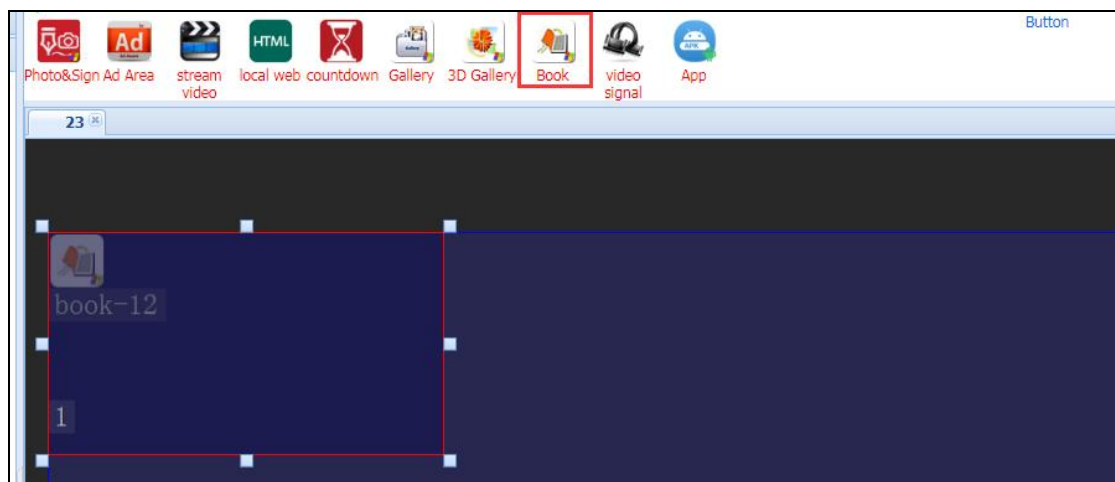 Button
Ad
HTML
APK
Photo&Sign Ad Area stream video local web countdown Gallery 3D Gallery Book video signal App
23
book-12
1